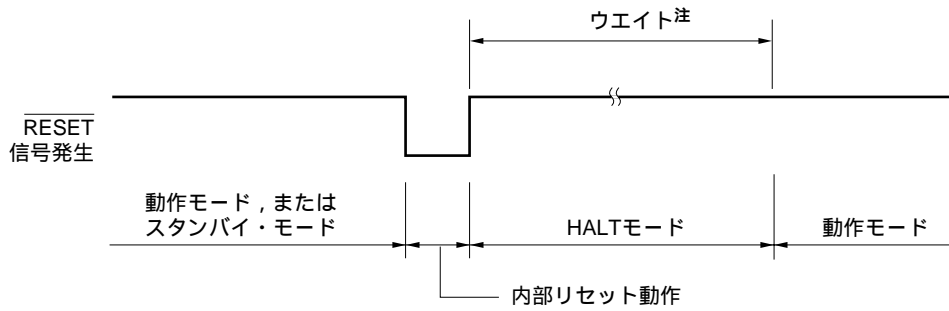 ウエイト注
RESET
信号発生
動作モード，または
スタンバイ・モード
HALTモード
動作モード
内部リセット動作